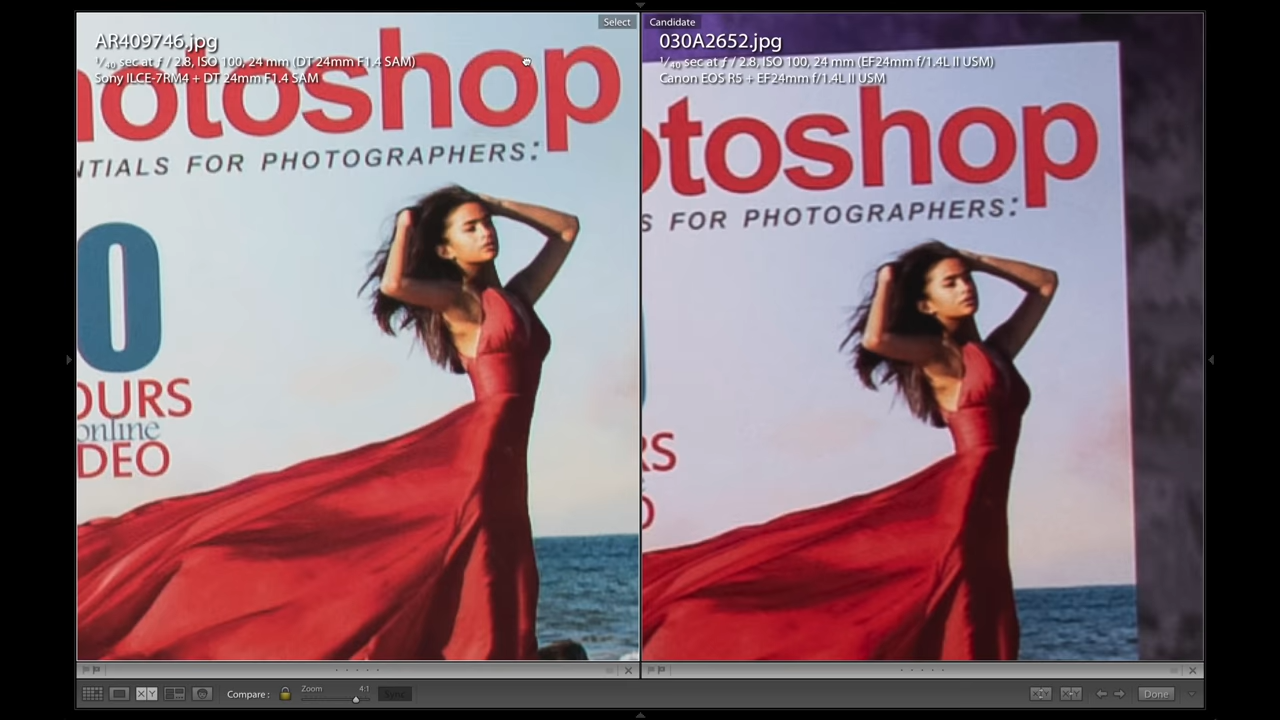 Select
AR409746.jpg
1/40 sec at ƒ / 2.8, ISO 100, 24 mm (DT 24mm F1.4 SAM)
Sony ILCE-7RM4 + DT 24mm F1.4 SAM
hotoshop
NTIALS FOR PHOTOGRAPHERS:
0
OURS
online
DEO
Candidate
030A2652.jpg
1/40 sec at ƒ / 2.8, ISO 100, 24 mm (EF24mm f/1.4L II USM)
Canon EOS R5 + EF24mm f/1.4L II USM
otoshop
S FOR PHOTOGRAPHERS:
RS
O
XY
Compare :
Zoom
4:1
Sync
Done